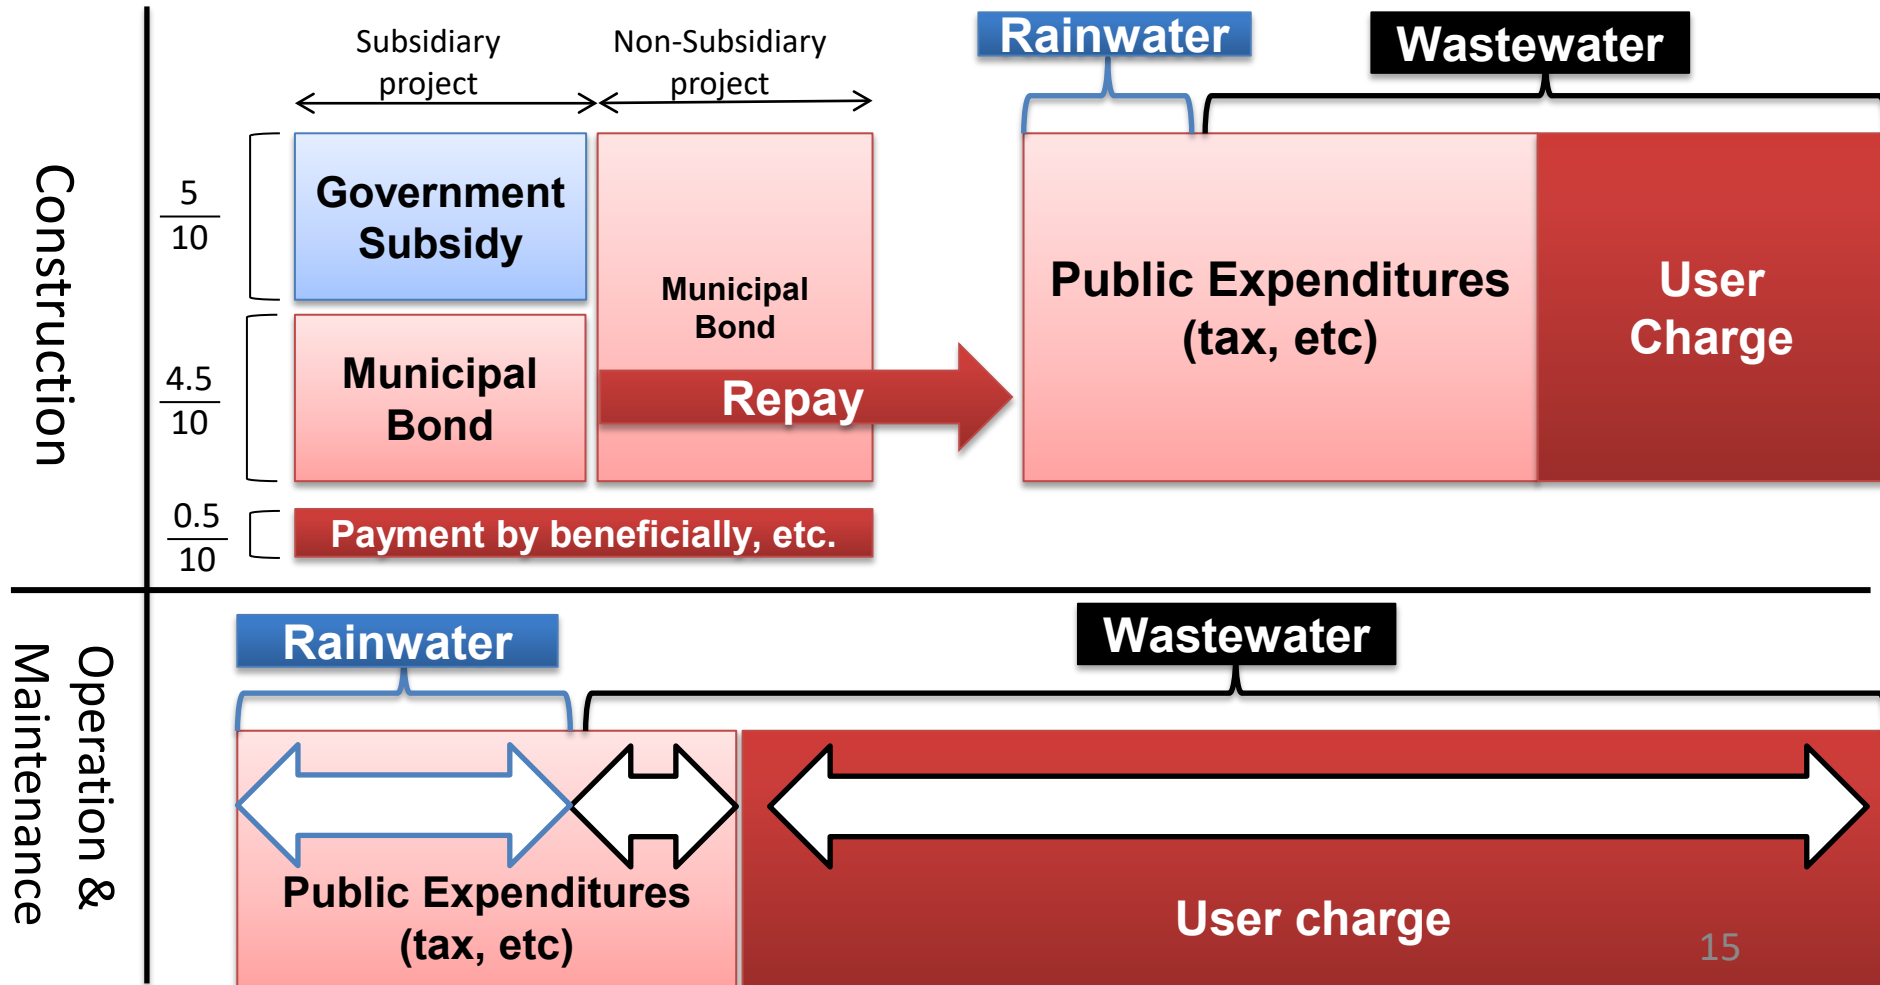 Construction
Subsidiary
project
Non-Subsidiary
project
5
10
4.5
10
0.5
10
Government
Subsidy
Municipal
Bond
Municipal
Bond
Repay
Payment by beneficially, etc.
Rainwater
Wastewater
Public Expenditures
(tax, etc)
User
Charge
Operation &
Maintenance
Rainwater
Wastewater
Public Expenditures
(tax, etc)
User charge
15